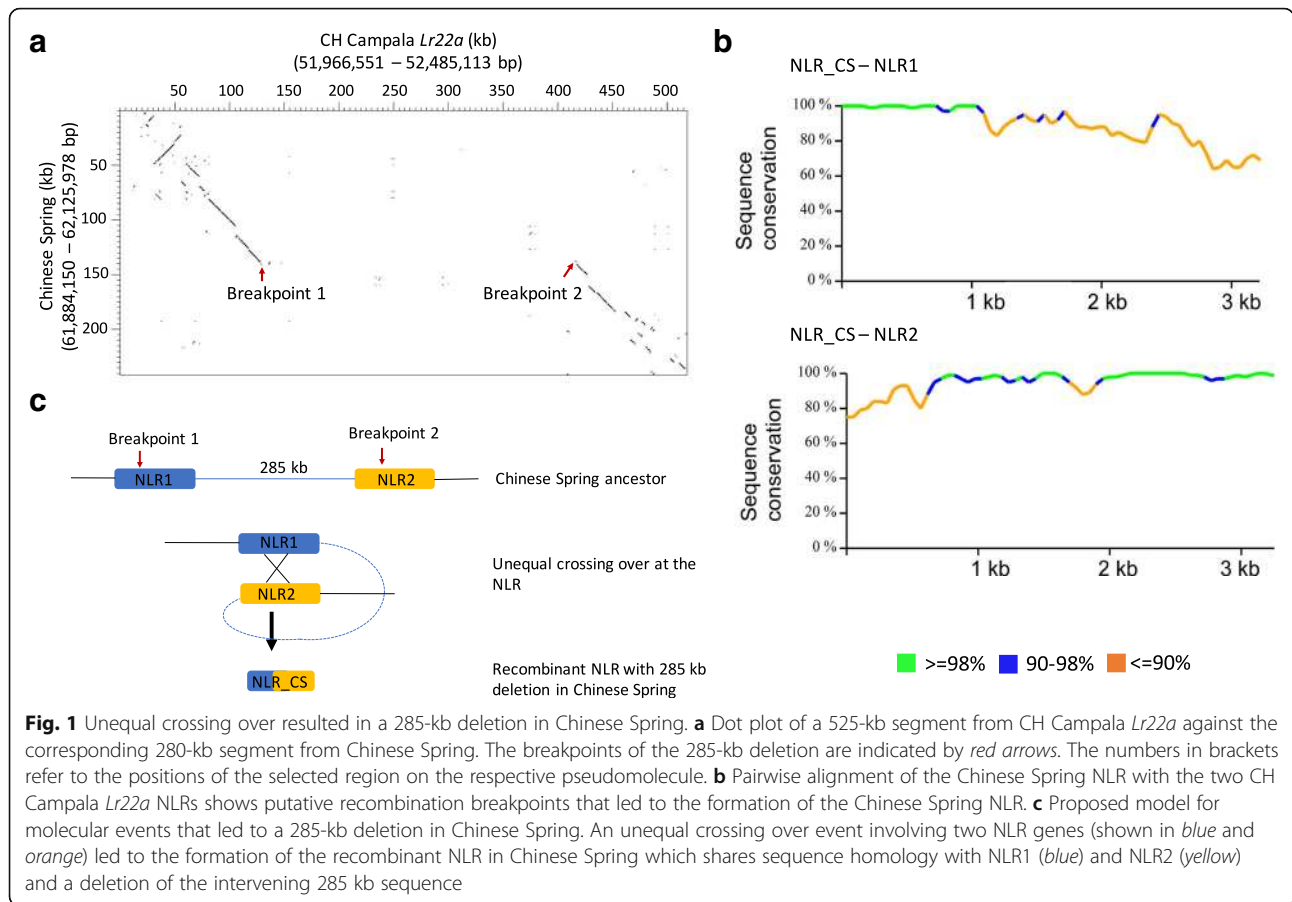 a
CH Campala Lr22a (kb)
(51,966,551 – 52,485,113 bp)
50 100 150 200 250 300 350 400 450 500
Chinese Spring (kb)
(61,884,150 – 62,125,978 bp)
50
100
150
200
Breakpoint 1
Breakpoint 2
b
NLR_CS – NLR1
Sequence
conservation
100 %
80 %
60 %
40 %
20 %
0 %
1 kb 2 kb 3 kb
NLR_CS – NLR2
Sequence
conservation
100 %
80 %
60 %
40 %
20 %
0 %
1 kb 2 kb 3 kb
>=98% 90-98% <=90%
c
Breakpoint 1
Breakpoint 2
NLR1
285 kb
NLR2
Chinese Spring ancestor
NLR1
NLR2
Unequal crossing over at the
NLR
NLR_CS
Recombinant NLR with 285 kb
deletion in Chinese Spring
Fig. 1 Unequal crossing over resulted in a 285-kb deletion in Chinese Spring. a Dot plot of a 525-kb segment from CH Campala Lr22a against the
corresponding 280-kb segment from Chinese Spring. The breakpoints of the 285-kb deletion are indicated by red arrows. The numbers in brackets
refer to the positions of the selected region on the respective pseudomolecule. b Pairwise alignment of the Chinese Spring NLR with the two CH
Campala Lr22a NLRs shows putative recombination breakpoints that led to the formation of the Chinese Spring NLR. c Proposed model for
molecular events that led to a 285-kb deletion in Chinese Spring. An unequal crossing over event involving two NLR genes (shown in blue and
orange) led to the formation of the recombinant NLR in Chinese Spring which shares sequence homology with NLR1 (blue) and NLR2 (yellow)
and a deletion of the intervening 285 kb sequence